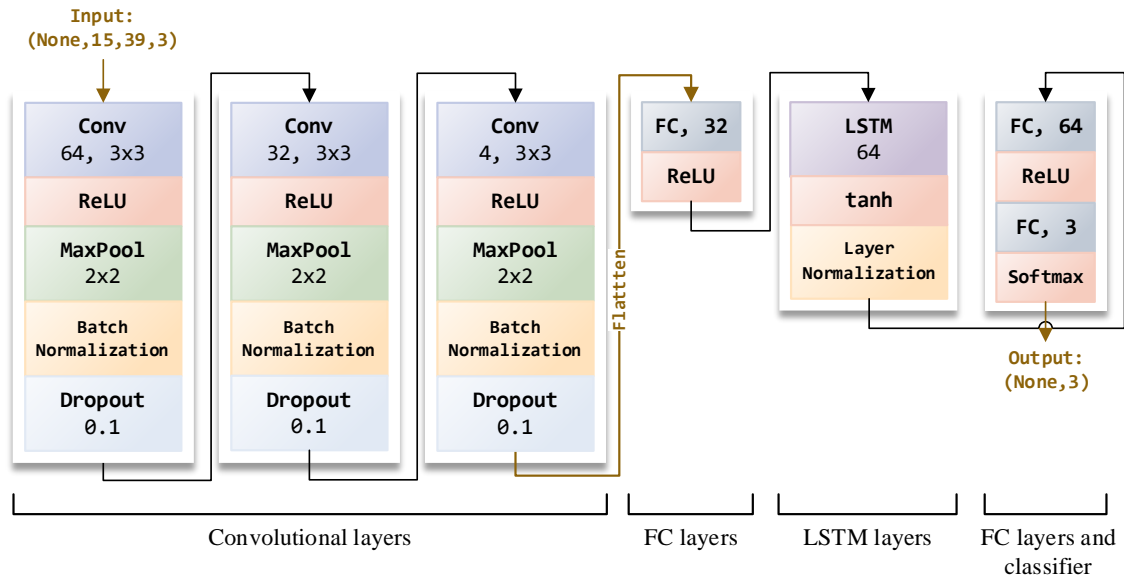 Input:
(None,15,39,3)
Conv
64, 3x3
ReLU
MaxPool
2x2
Batch
Normalization
Dropout
0.1
Conv
32, 3x3
ReLU
MaxPool
2x2
Batch
Normalization
Dropout
0.1
Conv
4, 3x3
ReLU
MaxPool
2x2
Batch
Normalization
Dropout
0.1
Flattten
FC, 32
ReLU
LSTM
64
tanh
Layer
Normalization
FC, 64
ReLU
FC, 3
Softmax
Output:
(None,3)
Convolutional layers
FC layers
LSTM layers
FC layers and
classifier